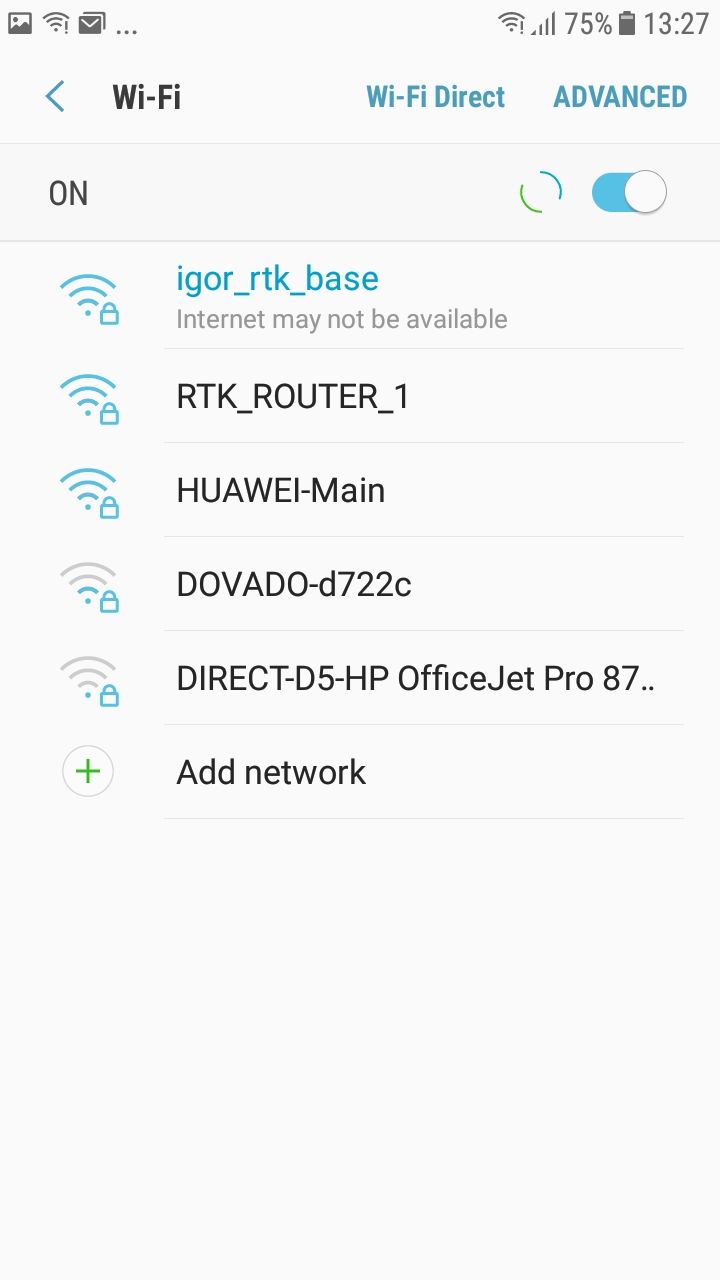 ... 75% 13:27
Wi-Fi Wi-Fi Direct ADVANCED
ON
igor_rtk_base
Internet may not be available
RTK_ROUTER_1
HUAWEI-Main
DOVADO-d722c
DIRECT-D5-HP OfficeJet Pro 87..
Add network